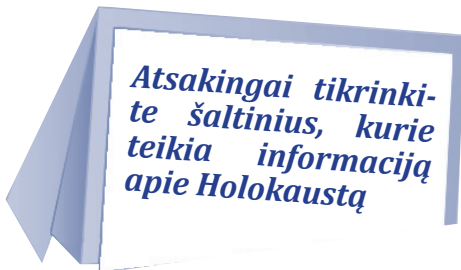 Atsakingai tikrinki-
te šaltinius, kurie
teikia informaciją
apie Holokaustą